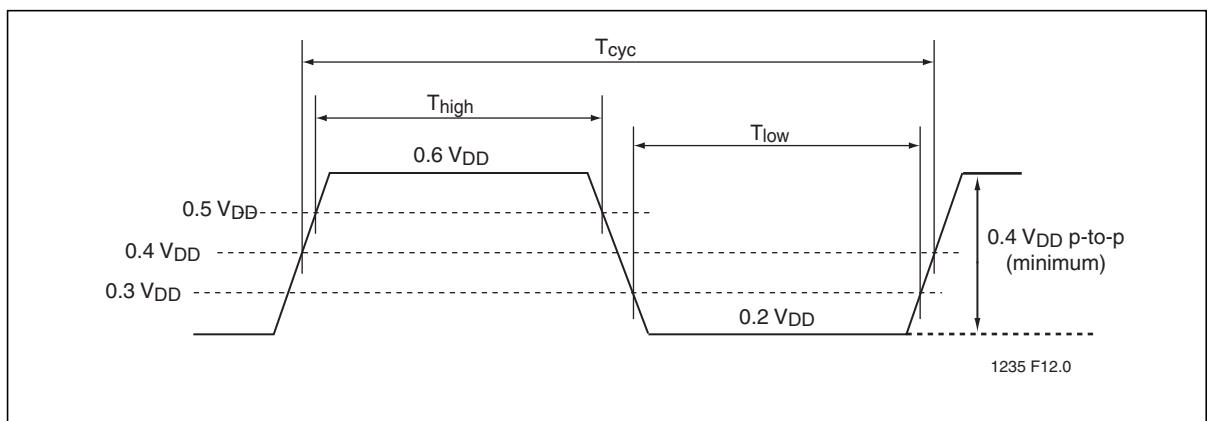 Tcyc
Thigh
Tlow
0.6 VDD
0.5 VDD
0.4 VDD
0.4 VDD p-to-p
(minimum)
0.3 VDD
0.2 VDD
1235 F12.0